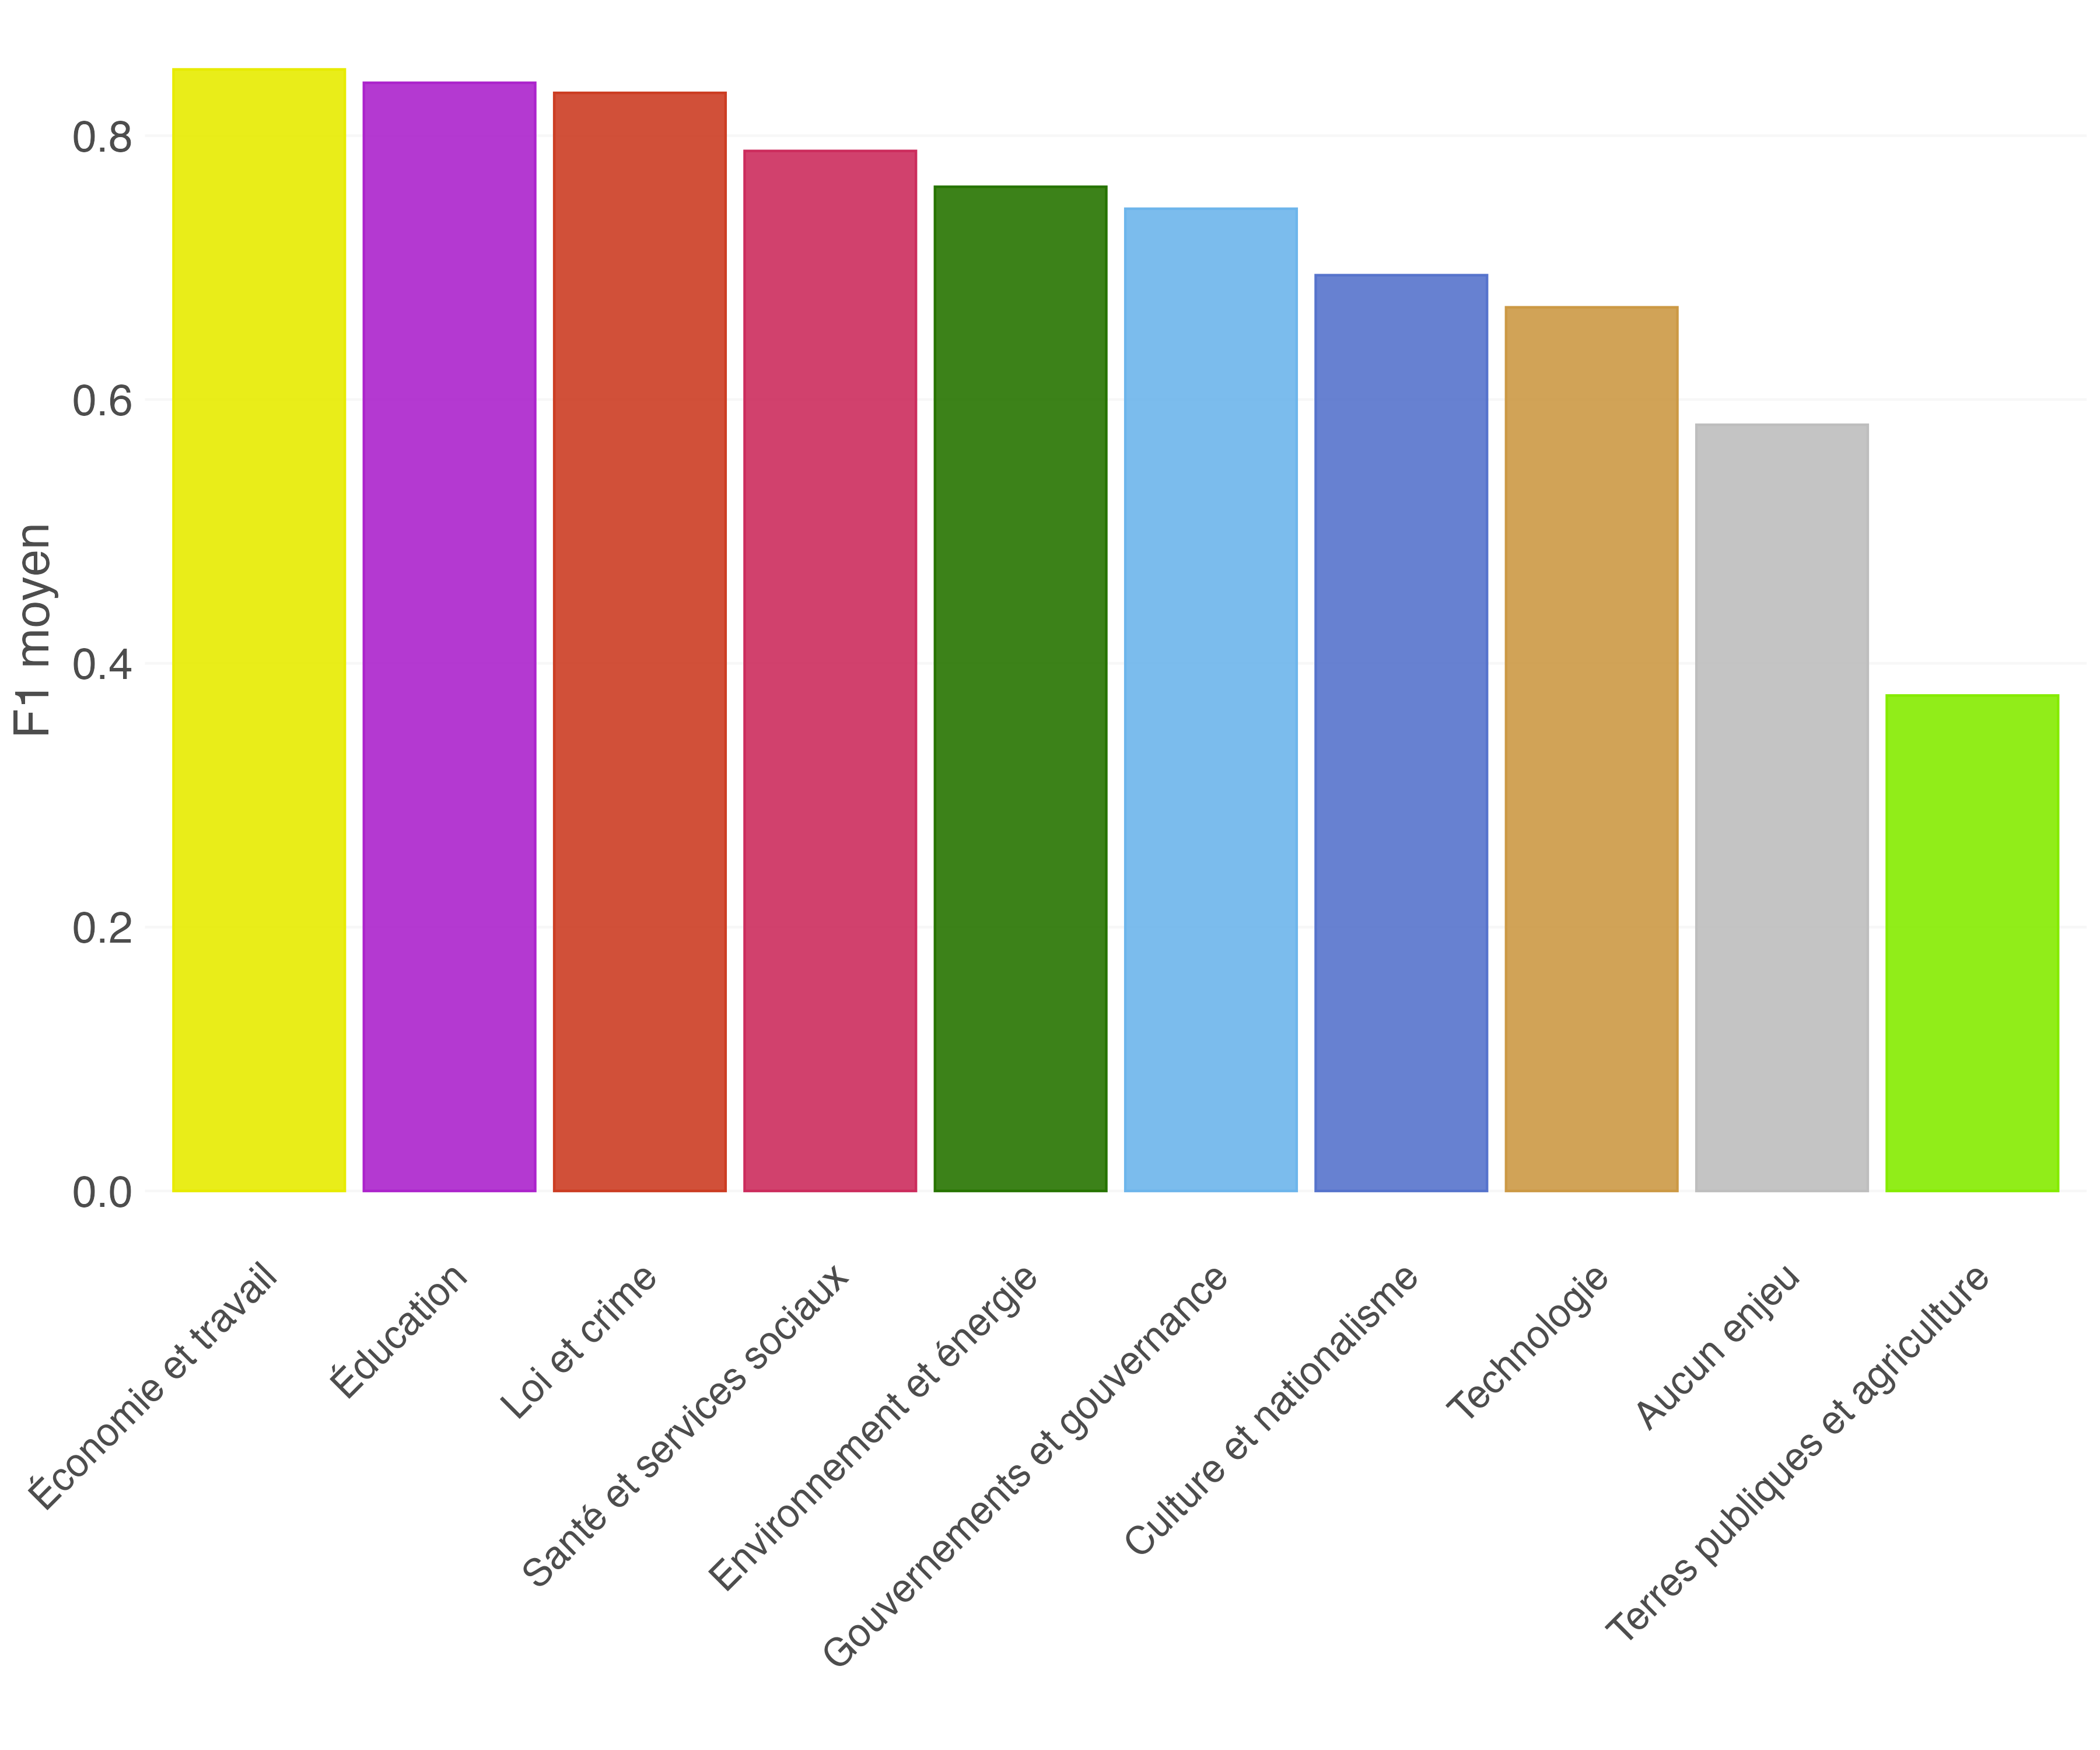 F1 moyen
0.8
0.6
0.4
0.2
0.0
Économie et travail
Éducation
Loi et crime
Santé et services sociaux
Environnement et énergie
Gouvernements et gouvernance
Culture et nationalisme
Technologie
Aucun enjeu
Terres publiques et agriculture